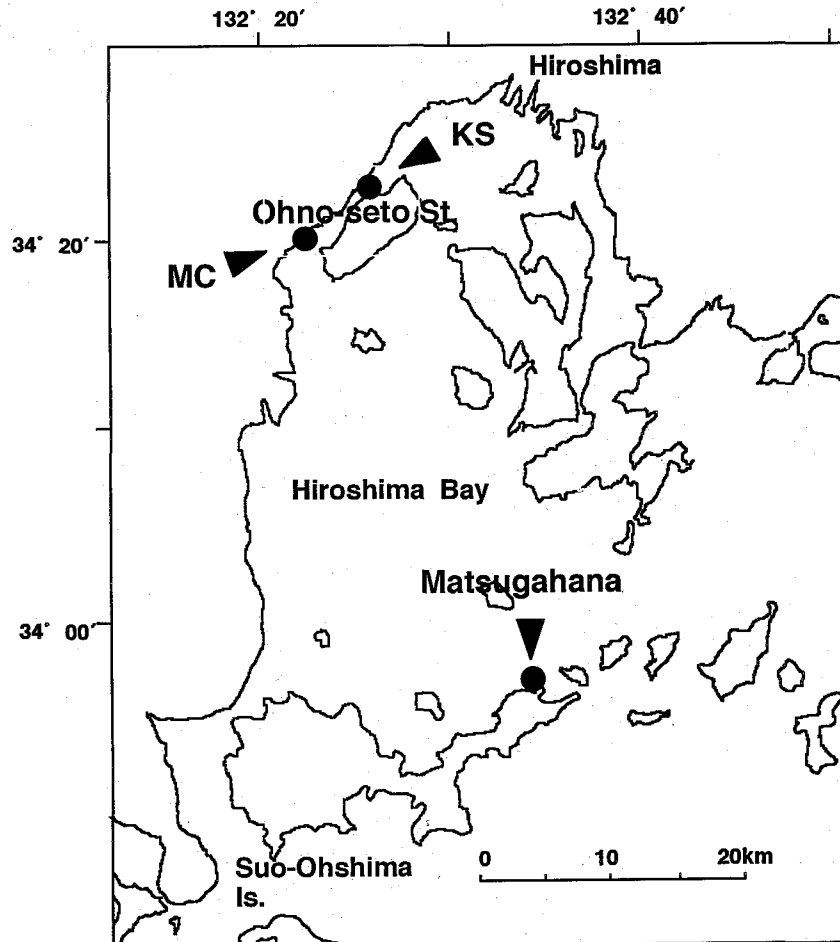 132° 20′ 132° 40′
Hiroshima
KS
Ohno-seto St.
34° 20′
MC
Hiroshima Bay
Matsugahana
34° 00′
0 10 20km
Suo-Ohshima
Is.